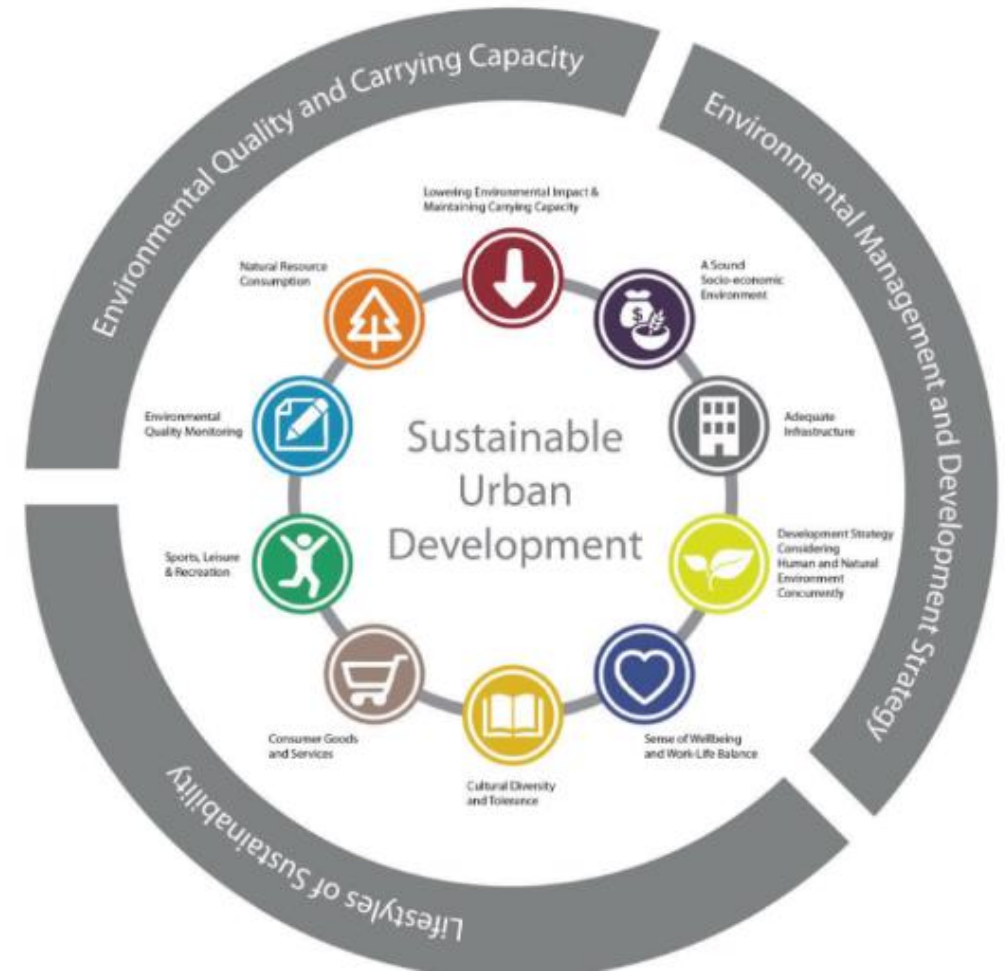 Environmental Quality and Carrying Capacity
Environmental Management and Development Strategy
Lifestyles of Sustainability
Lowering Environmental Impact &
Maintaining Carrying Capacity
A Sound
Socio-economic
Environment
Adequate
Infrastructure
Development Strategy
Considering
Human and Natural
Environment
Concurrently
Sense of Wellbeing
and Work-Life Balance
Cultural Diversity
and Tolerance
Consumer Goods
and Services
Sports, Leisure
& Recreation
Environmental
Quality Monitoring
Natural Resource
Consumption
$
Sustainable
Urban
Development